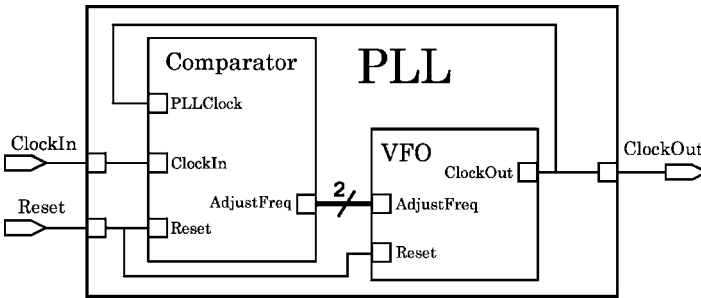 PLL
Comparator
PLLClock
ClockIn
ClockIn
VFO
ClockOut
ClockOut
2
AdjustFreq
AdjustFreq
Reset
Reset
Reset